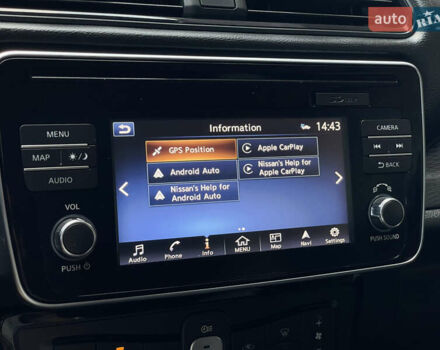 auto RIA
MENU
MAP
AUDIO
VOL
PUSH
Information
14:43
GPS Position
Apple CarPlay
Android Auto
Nissan's Help for
Apple CarPlay
Nissan's Help for
Android Auto
Audio
Phone
Info
MENU
Map
Navi
Settings
CAMERA
BACK
PUSH SOUND